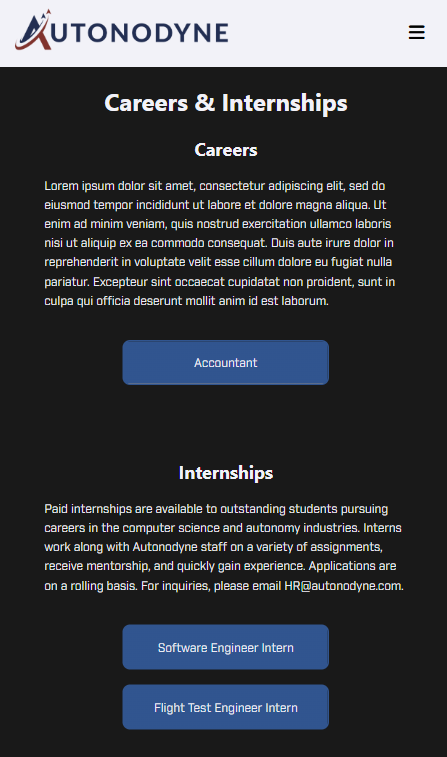 AUTONODYNE
Careers & Internships
Careers
Lorem ipsum dolor sit amet, consectetur adipiscing elit, sed do
eiusmod tempor incididunt ut labore et dolore magna aliqua. Ut
enim ad minim veniam, quis nostrud exercitation ullamco laboris
nisi ut aliquip ex ea commodo consequat. Duis aute irure dolor in
reprehenderit in voluptate velit esse cillum dolore eu fugiat nulla
pariatur. Excepteur sint occaecat cupidatat non proident, sunt in
culpa qui officia deserunt mollit anim id est laborum.
Accountant
Internships
Paid internships are available to outstanding students pursuing
careers in the computer science and autonomy industries. Interns
work along with Autonodyne staff on a variety of assignments,
receive mentorship, and quickly gain experience. Applications are
on a rolling basis. For inquiries, please email HR@autonodyne.com.
Software Engineer Intern
Flight Test Engineer Intern